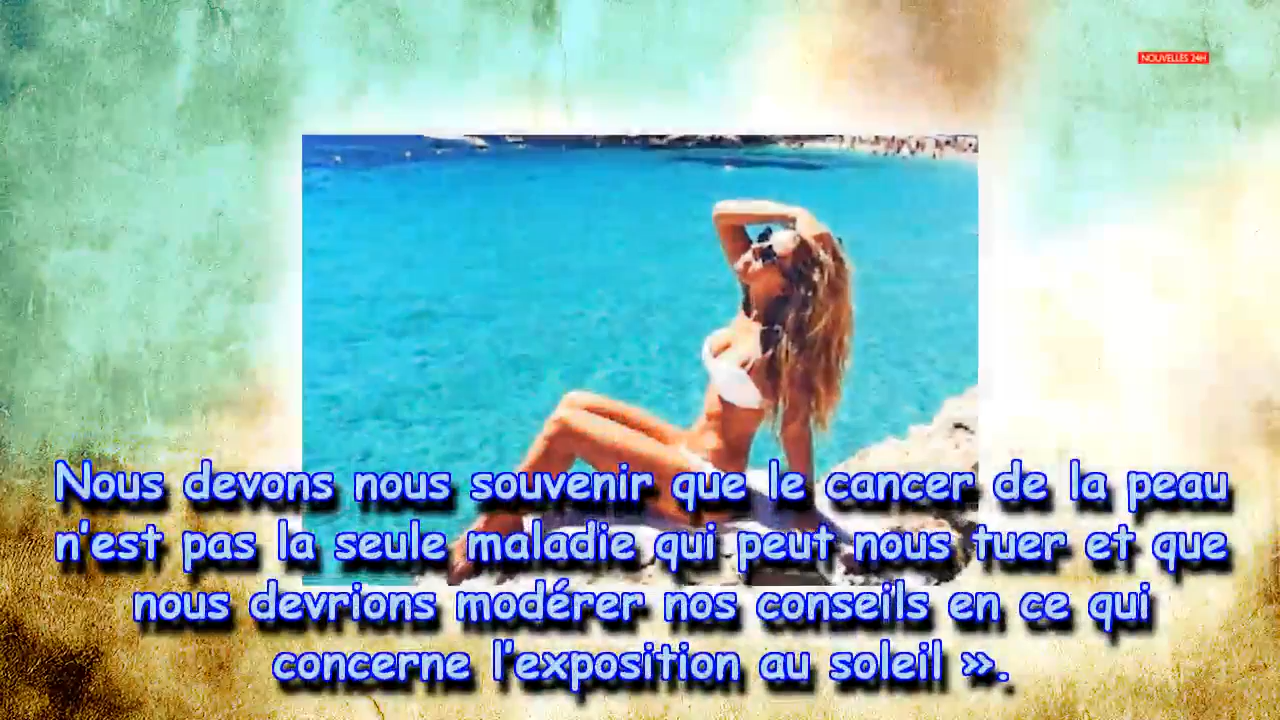 NOUVELLES 24H
Nous devons nous souvenir que le cancer de la peau
n'est pas la seule maladie qui peut nous tuer et que
nous devrions modérer nos conseils en ce qui
concerne l'exposition au soleil ».